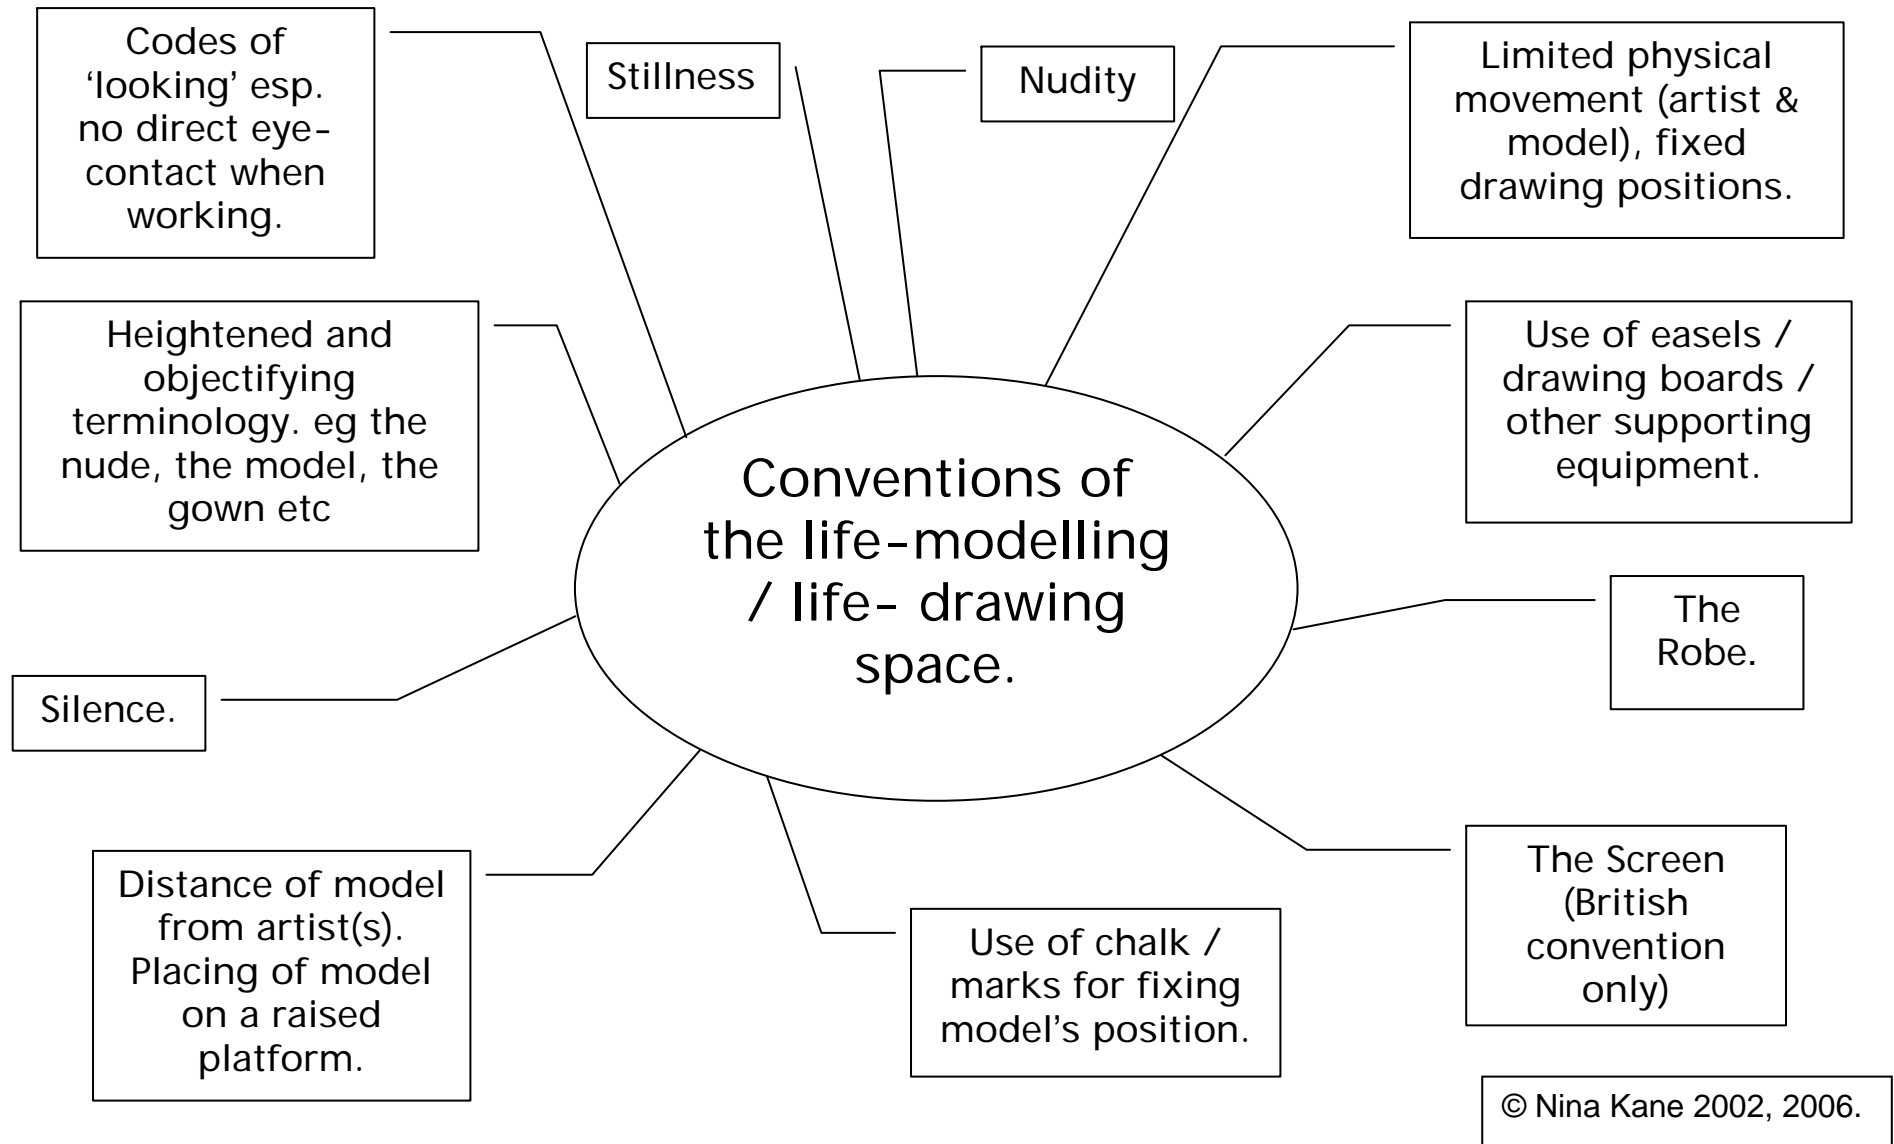 Codes of
‘looking’ esp.
no direct eye-
contact when
working.
Stillness
Nudity
Limited physical
movement (artist &
model), fixed
drawing positions.
Heightened and
objectifying
terminology. eg the
nude, the model, the
gown etc
Use of easels /
drawing boards /
other supporting
equipment.
Conventions of
the life-modelling
/ life- drawing
space.
The
Robe.
Silence.
Distance of model
from artist(s).
Placing of model
on a raised
platform.
Use of chalk /
marks for fixing
model’s position.
The Screen
(British
convention
only)
© Nina Kane 2002, 2006.